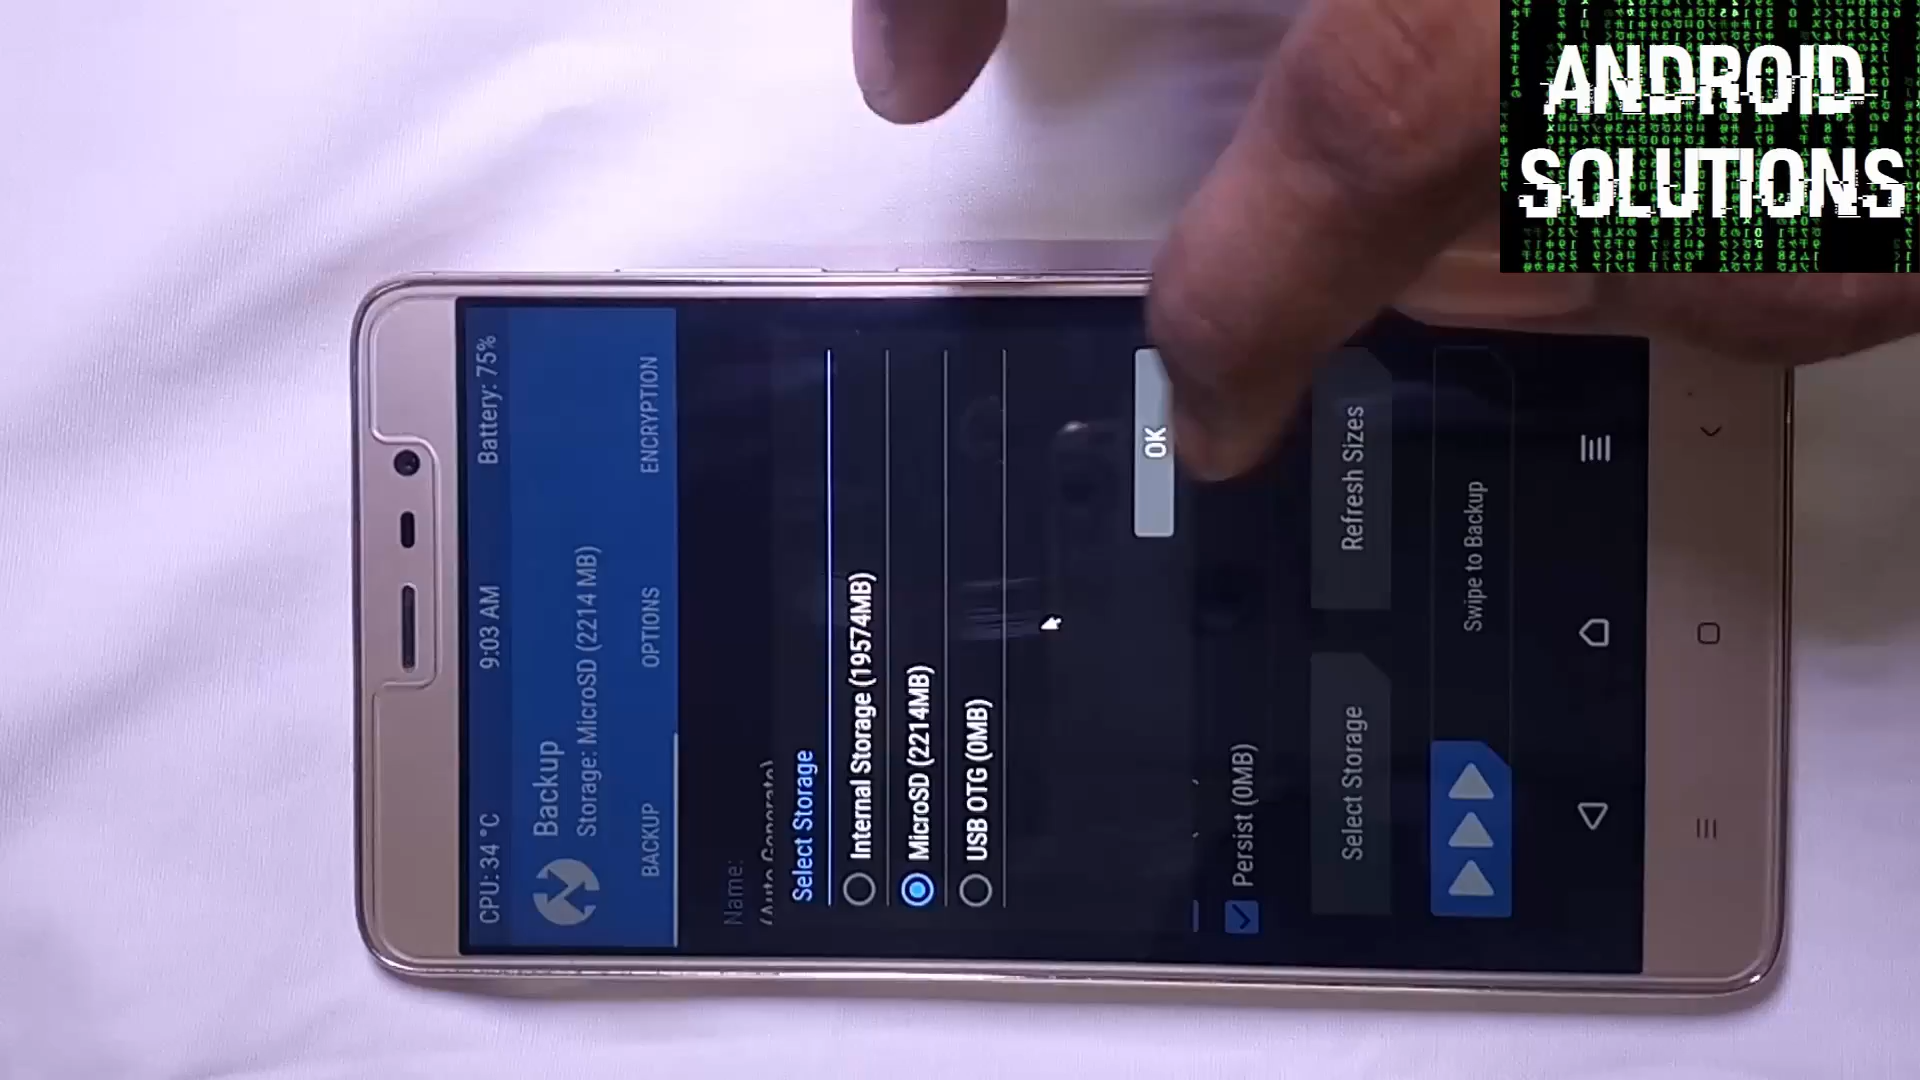 ANDROID
SOLUTIONS
CPU: 34 °C
9:03 AM
Battery: 75%
Backup
Storage: MicroSD (2214 MB)
BACKUP
OPTIONS
ENCRYPTION
Name:
(Auto Generate)
Select Storage
Internal Storage (19574MB)
MicroSD (2214MB)
USB OTG (0MB)
OK
Persist (0MB)
Select Storage
Refresh Sizes
Swipe to Backup